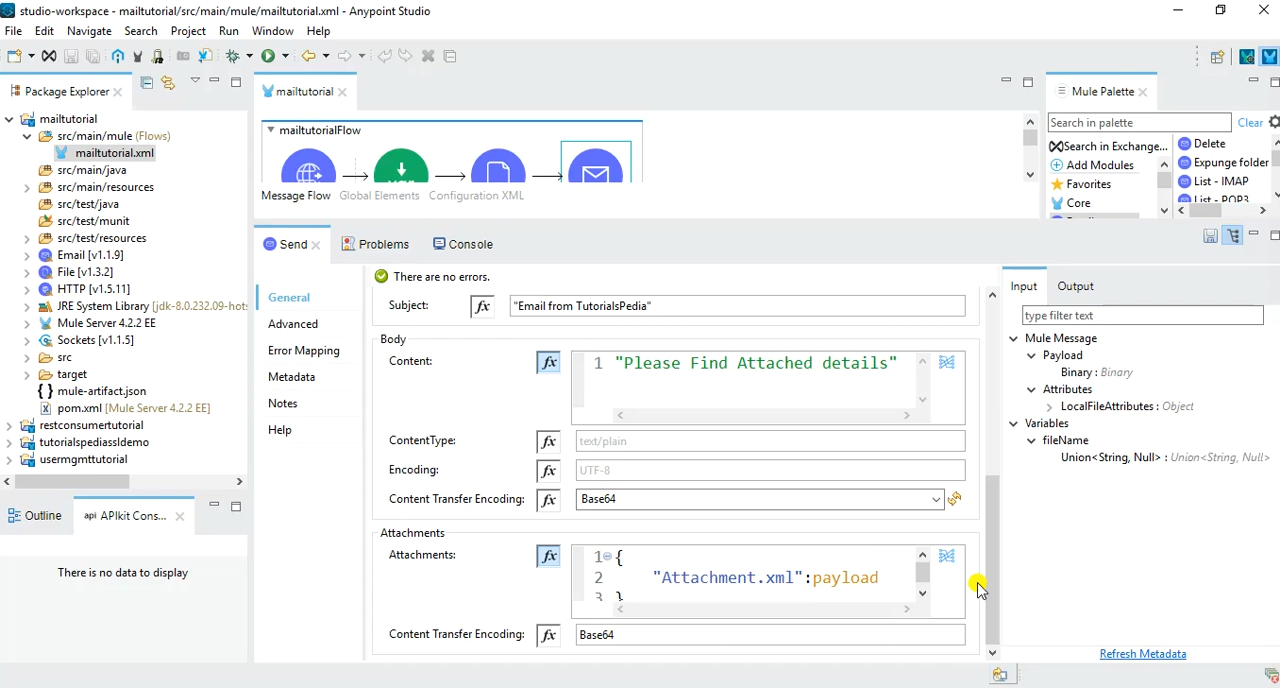 studio-workspace - mailtutorial/src/main/mule/mailtutorial.xml - Anypoint Studio
File Edit Navigate Search Project Run Window Help
Package Explorer
mailtutorial
src/main/mule (Flows)
mailtutorial.xml
src/main/java
src/main/resources
src/test/java
src/test/munit
src/test/resources
Email [v1.1.9]
File [v1.3.2]
HTTP [v1.5.11]
JRE System Library [jdk-8.0.232.09-hots
Mule Server 4.2.2 EE
Sockets [v1.1.5]
src
target
mule-artifact.json
pom.xml [Mule Server 4.2.2 EE]
restconsumertutorial
tutorialspediassldemo
usermgmttutorial
Outline
api APIkit Cons...
There is no data to display
mailtutorial
mailtutorialFlow
Message Flow Global Elements Configuration XML
Mule Palette
Search in palette
Clear
Search in Exchange...
Add Modules
Favorites
Core
Delete
Expunge folder
List - IMAP
List - POP3
Send Problems Console
There are no errors.
General
Advanced
Error Mapping
Metadata
Notes
Help
Subject: fx "Email from TutorialsPedia"
Body
Content: fx 1 "Please Find Attached details"
ContentType: fx text/plain
Encoding: fx UTF-8
Content Transfer Encoding: fx Base64
Attachments
Attachments: fx 1 {
2 "Attachment.xml":payload
3 }
Content Transfer Encoding: fx Base64
Input Output
type filter text
Mule Message
Payload
Binary : Binary
Attributes
LocalFileAttributes : Object
Variables
fileName
Union<String, Null> : Union<String, Null>
Refresh Metadata